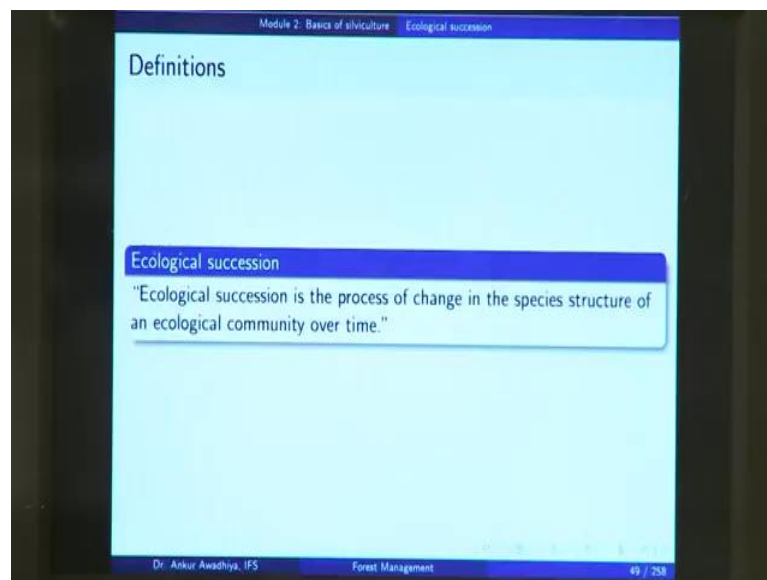 Module 2: Basics of silviculture Ecological succession
Definitions
Ecological succession
"Ecological succession is the process of change in the species structure of
an ecological community over time."
Dr. Ankur Awadhiya, IFS Forest Management 49 / 258